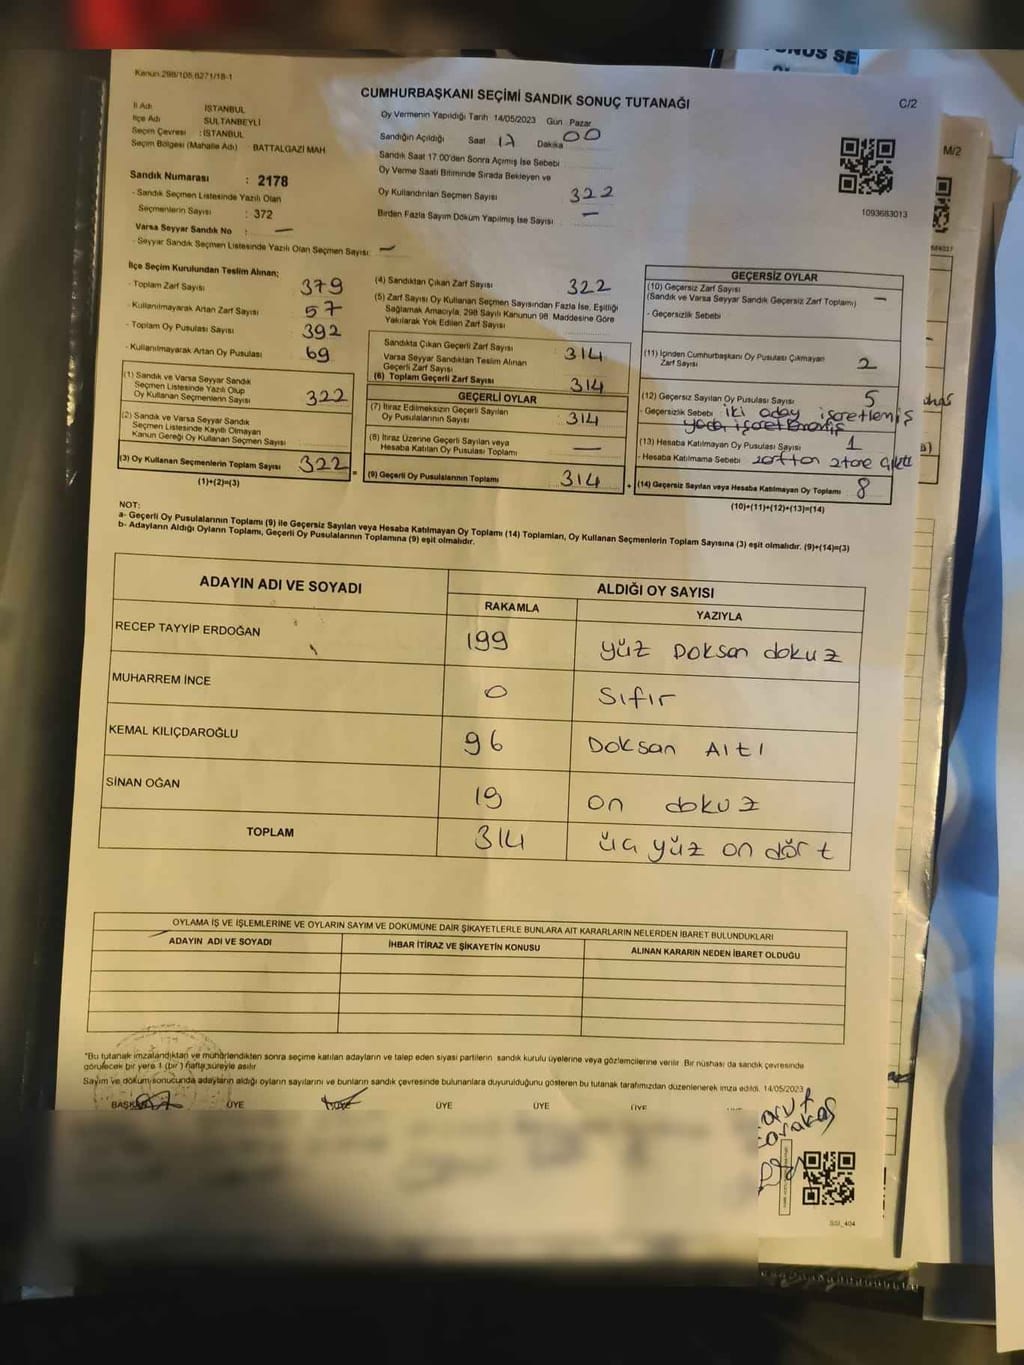 Kanun 298/105,6271/18-1
CUMHURBAŞKANI SEÇİMİ SANDIK SONUÇ TUTANAĞI
C/2
M/2
İl Adı İSTANBUL
İlçe Adı SULTANBEYLİ
Seçim Çevresi : İSTANBUL
Seçim Bölgesi (Mahalle Adı) BATTALGAZİ MAH
Sandık Numarası : 2178
- Sandık Seçmen Listesinde Yazılı Olan
Seçmenlerin Sayısı : 372
Varsa Seyyar Sandık No : —
- Seyyar Sandık Seçmen Listesinde Yazılı Olan Seçmen Sayısı: —
Oy Vermenin Yapıldığı Tarih 14/05/2023 Gün Pazar
Sandığın Açıldığı Saat 17 Dakika 00
Sandık Saat 17.00'den Sonra Açılmış İse Sebebi
Oy Verme Saati Bitiminde Sırada Bekleyen ve
Oy Kullandırılan Seçmen Sayısı 322
Birden Fazla Sayım Döküm Yapılmış İse Sayısı —
1093683013
İlçe Seçim Kurulundan Teslim Alınan;
- Toplam Zarf Sayısı 379
- Kullanılmayarak Artan Zarf Sayısı 57
- Toplam Oy Pusulası Sayısı 392
- Kullanılmayarak Artan Oy Pusulası 69
(1) Sandık ve Varsa Seyyar Sandık
Seçmen Listesinde Yazılı Olup
Oy Kullanan Seçmenlerin Sayısı 322
(2) Sandık ve Varsa Seyyar Sandık
Seçmen Listesinde Kayıtlı Olmayan
Kanun Gereği Oy Kullanan Seçmen Sayısı
(3) Oy Kullanan Seçmenlerin Toplam Sayısı 322
(1)+(2)=(3)
(4) Sandıktan Çıkan Zarf Sayısı 322
(5) Zarf Sayısı Oy Kullanan Seçmen Sayısından Fazla İse, Eşitliği
Sağlamak Amacıyla, 298 Sayılı Kanunun 98. Maddesine Göre
Yakılarak Yok Edilen Zarf Sayısı
Sandıkta Çıkan Geçerli Zarf Sayısı 314
Varsa Seyyar Sandıktan Teslim Alınan
Geçerli Zarf Sayısı
(6) Toplam Geçerli Zarf Sayısı 314
GEÇERLİ OYLAR
(7) İtiraz Edilmeksizin Geçerli Sayılan
Oy Pusulalarının Sayısı 314
(8) İtiraz Üzerine Geçerli Sayılan veya
Hesaba Katılan Oy Pusulası Toplamı —
(9) Geçerli Oy Pusulalarının Toplamı 314
GEÇERSİZ OYLAR
(10) Geçersiz Zarf Sayısı
(Sandık ve Varsa Seyyar Sandık Geçersiz Zarf Toplamı) —
- Geçersizlik Sebebi
(11) İçinden Cumhurbaşkanı Oy Pusulası Çıkmayan
Zarf Sayısı 2
(12) Geçersiz Sayılan Oy Pusulası Sayısı 5
- Geçersizlik Sebebi iki aday işaretlemiş
yada işaretlenmemiş
(13) Hesaba Katılmayan Oy Pusulası Sayısı 1
- Hesaba Katılmama Sebebi zarftan
(14) Geçersiz Sayılan veya Hesaba Katılmayan Oy Toplamı 8
(10)+(11)+(12)+(13)=(14)
NOT:
a- Geçerli Oy Pusulalarının Toplamı (9) ile Geçersiz Sayılan veya Hesaba Katılmayan Oy Toplamı (14) Toplamları, Oy Kullanan Seçmenlerin Toplam Sayısına (3) eşit olmalıdır. (9)+(14)=(3)
b- Adayların Aldığı Oyların Toplamı, Geçerli Oy Pusulalarının Toplamına (9) eşit olmalıdır.
ADAYIN ADI VE SOYADI ALDIĞI OY SAYISI
RAKAMLA YAZIYLA
RECEP TAYYİP ERDOĞAN 199 yüz Doksan dokuz
MUHARREM İNCE 0 Sıfır
KEMAL KILIÇDAROĞLU 96 Doksan Altı
SİNAN OĞAN 19 on dokuz
TOPLAM 314 üç yüz on dört
OYLAMA İŞ VE İŞLEMLERİNE VE OYLARIN SAYIM VE DÖKÜMÜNE DAİR ŞİKAYETLERLE BUNLARA AİT KARARLARIN NELERDEN İBARET BULUNDUKLARI
ADAYIN ADI VE SOYADI İHBAR İTİRAZ VE ŞİKAYETİN KONUSU ALINAN KARARIN NEDEN İBARET OLDUĞU
*Bu tutanak imzalandıktan ve mühürlendikten sonra seçime katılan adayların ve talep eden siyasi partilerin sandık kurulu üyelerine veya gözlemcilerine verilir. Bir nüshası da sandık çevresinde
görülecek bir yere 1 (bir) hafta süreyle asılır
Sayım ve döküm sonucunda adayların aldığı oyların sayılarını ve bunların sandık çevresinde bulunanlara duyurulduğunu gösteren bu tutanak tarafımızdan düzenlenerek imza edildi. 14/05/2023
BAŞKAN ÜYE ÜYE ÜYE ÜYE
SSI_404